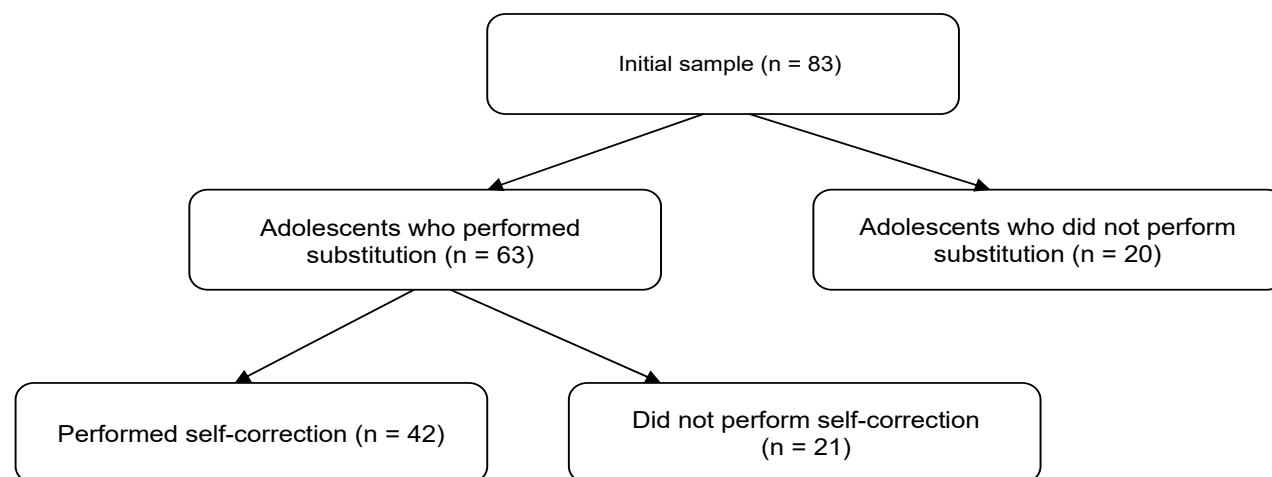 Initial sample (n = 83)
Adolescents who performed
substitution (n = 63)
Adolescents who did not perform
substitution (n = 20)
Performed self-correction (n = 42)
Did not perform self-correction
(n = 21)